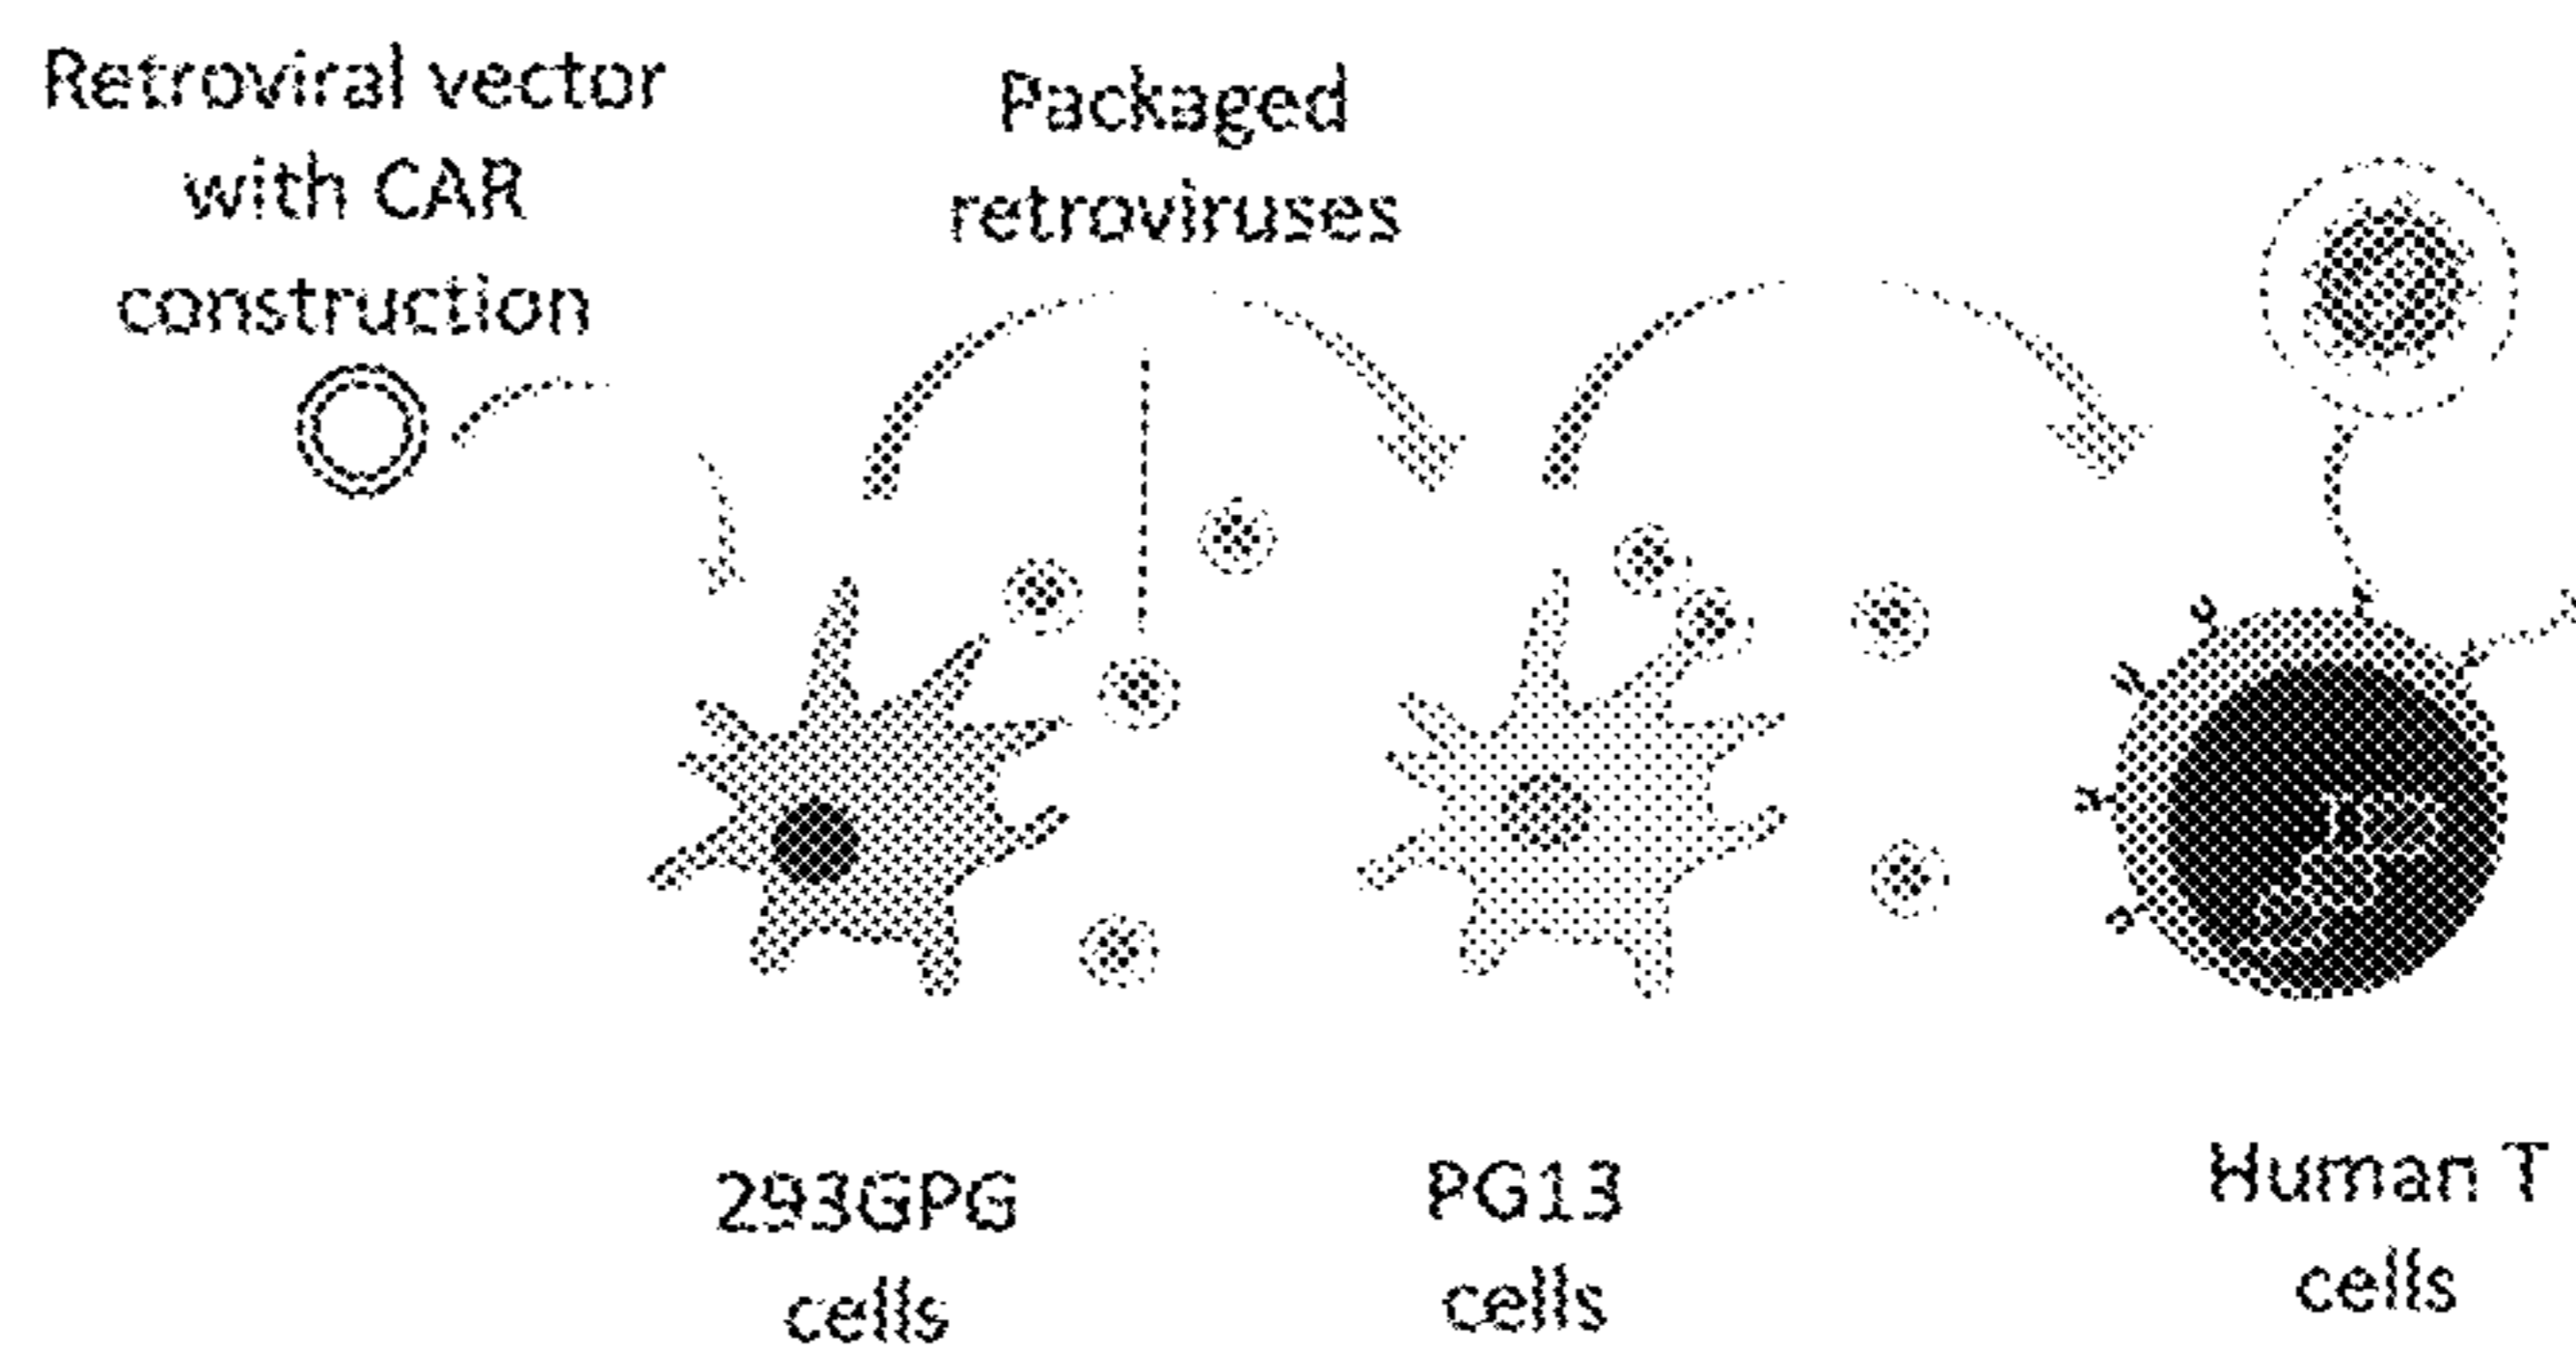 Retroviral vector
with CAR
construction
Packaged
retroviruses
293GPG
cells
PG13
cells
Human T
cells